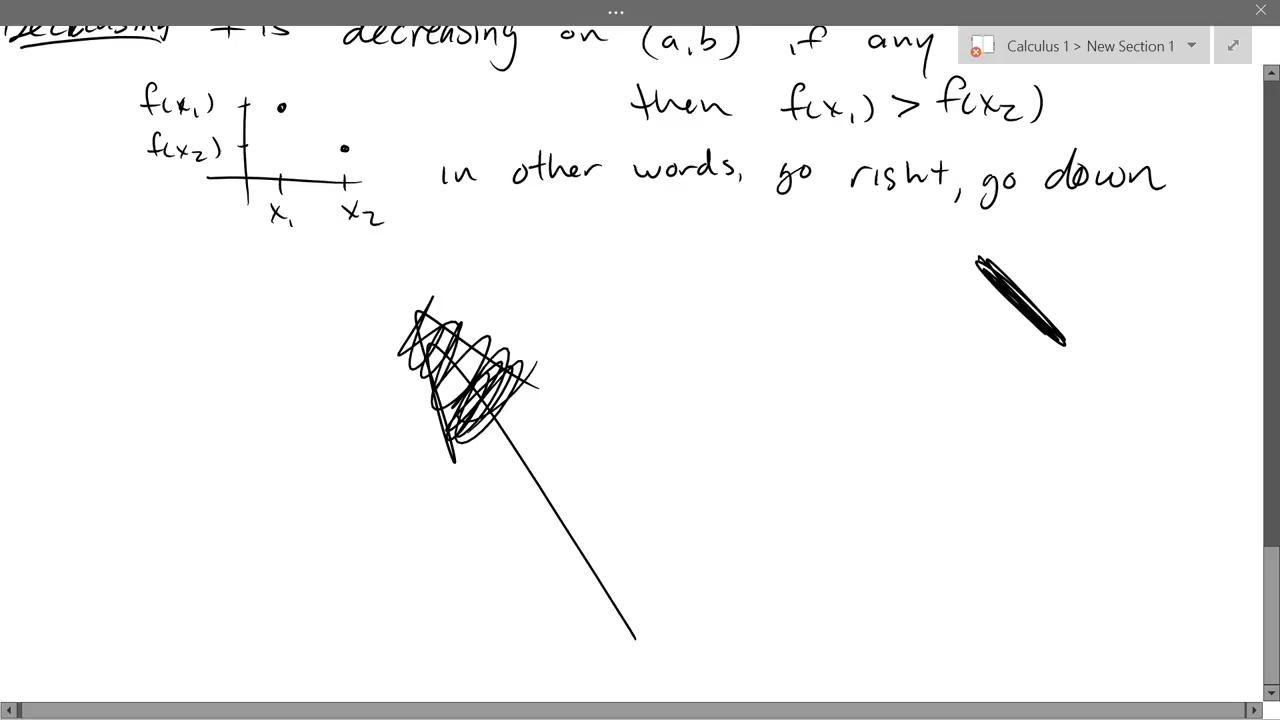 Decreasing f is decreasing on (a,b) if any
Calculus 1 > New Section 1
f(x₁)
then f(x₁) > f(x₂)
f(x₂)
in other words, go right, go down
x₁ x₂